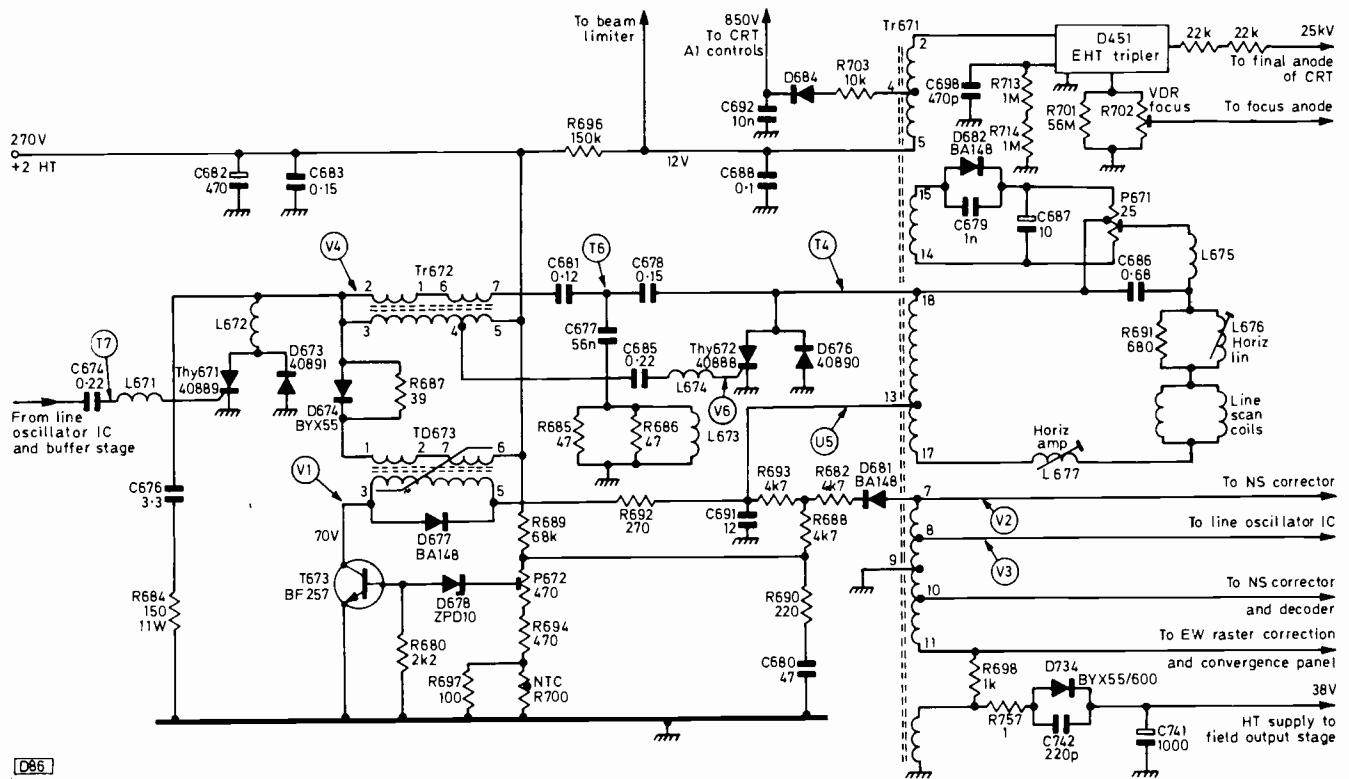 To beam
limiter
850V
To CRT
A1 controls
Tr671
2
D451
EHT tripler
22k
22k
25kV
To final anode
of CRT
D684
R703
10k
4
C698
470p
R713
1M
VDR
focus
R701
56M
R702
To focus anode
C692
10n
R714
1M
270V
+2 HT
R696
150k
12V
5
D682
BA148
C682
470
C683
0·15
C688
0·1
15
C679
1n
C687
10
P671
25
14
L675
V4
T6
T4
2
Tr672
1
6
7
C681
0·12
C678
0·15
C686
0·68
18
L672
3
4
5
C677
56n
R691
680
L676
Horiz
lin
T7
C674
0·22
L671
Thy671
40889
D673
40891
R687
39
C685
0·22
L674
Thy672
40888
D676
40890
From line
oscillator IC
and buffer stage
D674
BYX55
V6
13
Line
scan
coils
TD673
1
2
7
6
R685
47
R686
47
L673
U5
Horiz
amp
L677
17
V1
3
5
C676
3·3
R693
4k7
R682
4k7
D681
BA148
7
To NS corrector
70V
D677
BA148
R692
270
C691
12
R688
4k7
V2
R689
68k
8
To line oscillator IC
V3
T673
BF257
D678
ZPD10
P672
470
9
R684
150
11W
R680
2k2
R694
470
R690
220
10
To NS corrector
and decoder
11
To EW raster correction
and convergence panel
R697
100
NTC
R700
C680
47
R698
1k
D734
BYX55/600
38V
R757
1
C742
220p
C741
1000
HT supply to
field output stage
D86